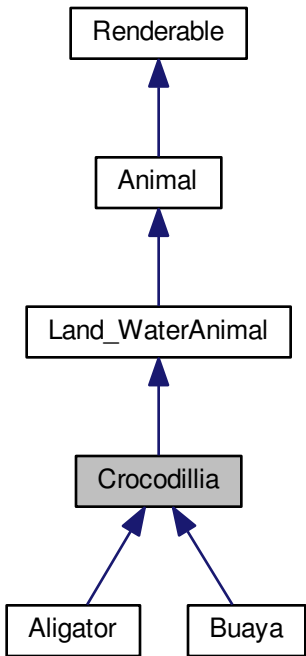 Renderable
Animal
Land_WaterAnimal
Crocodillia
Aligator
Buaya